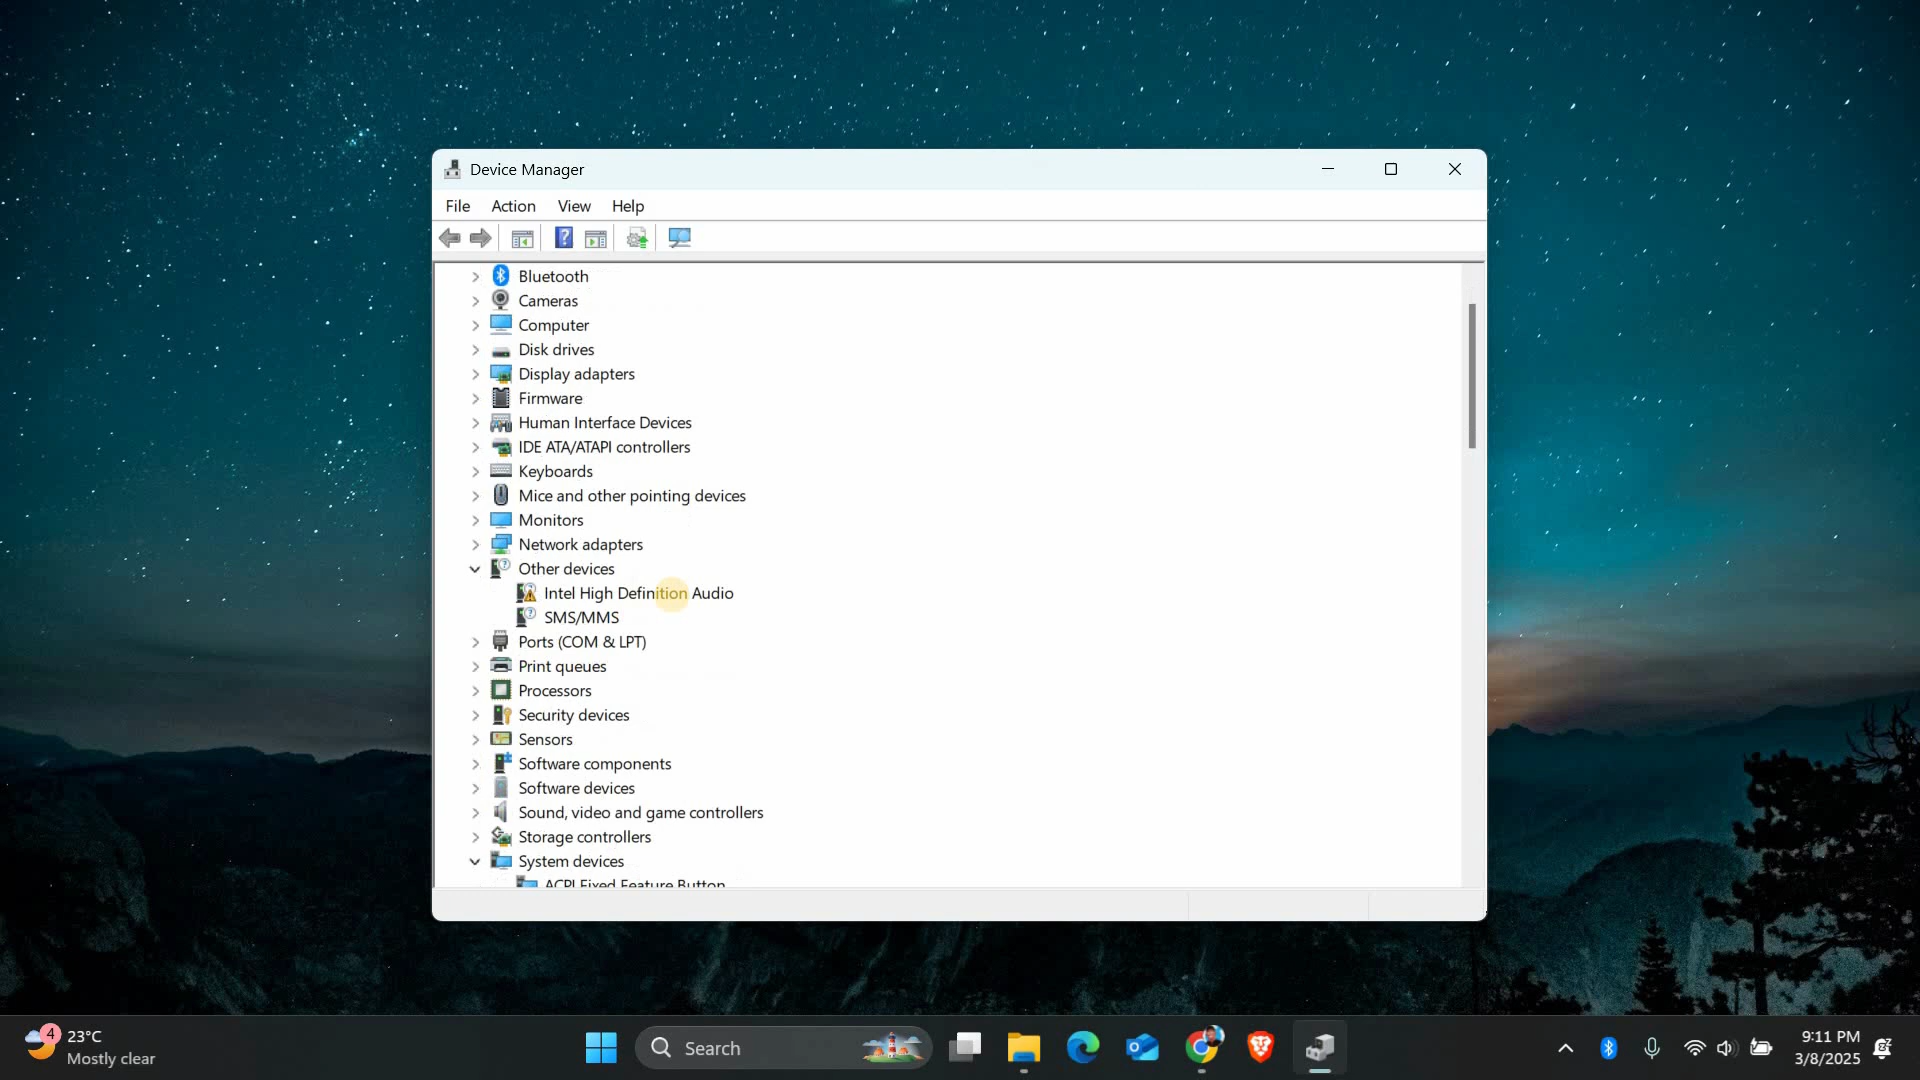 Device Manager
File Action View Help
Bluetooth
Cameras
Computer
Disk drives
Display adapters
Firmware
Human Interface Devices
IDE ATA/ATAPI controllers
Keyboards
Mice and other pointing devices
Monitors
Network adapters
Other devices
Intel High Definition Audio
SMS/MMS
Ports (COM & LPT)
Print queues
Processors
Security devices
Sensors
Software components
Software devices
Sound, video and game controllers
Storage controllers
System devices
ACPI Fixed Feature Button
4
23°C
Mostly clear
Search
9:11 PM
3/8/2025